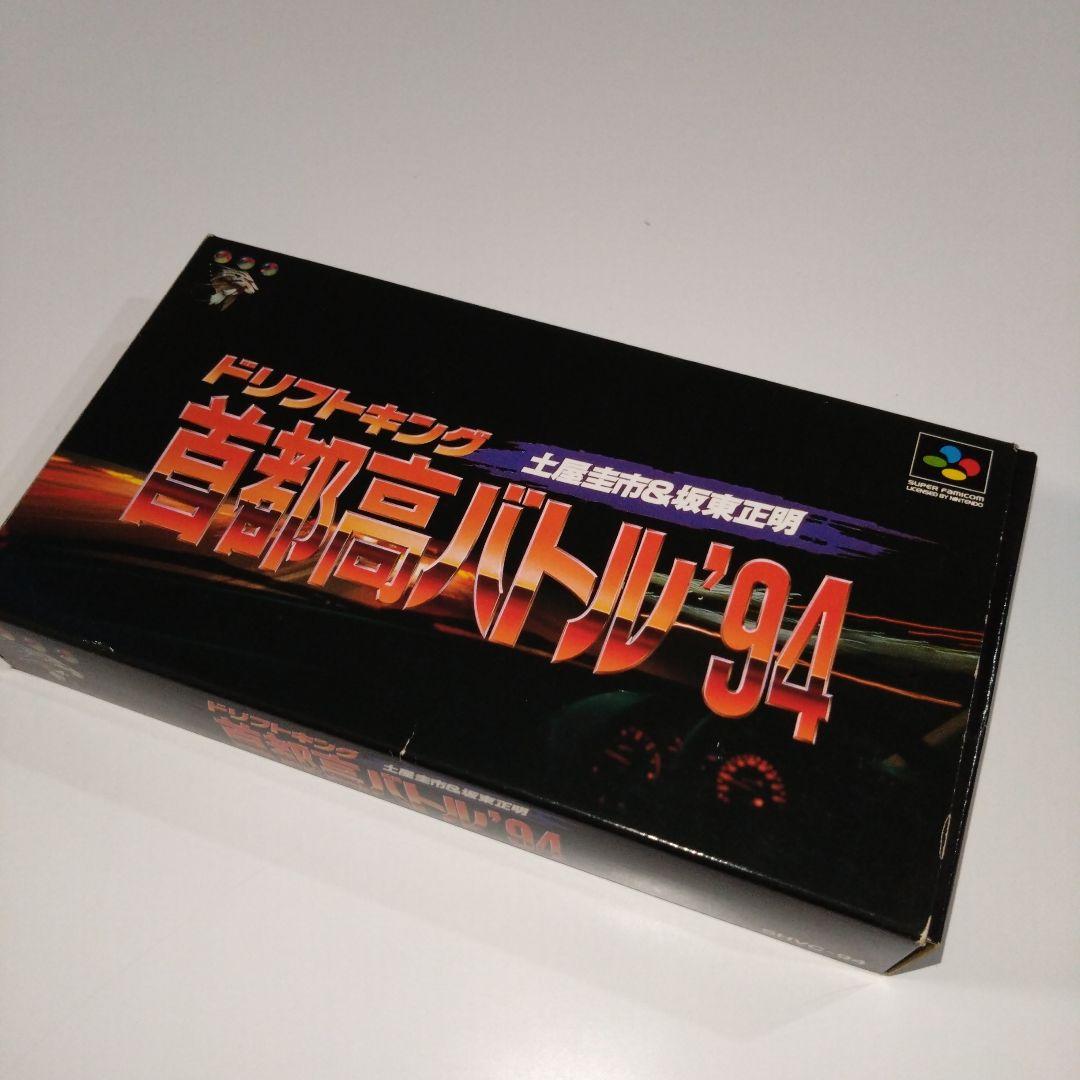 ドリフトキング
土屋圭市&坂東正明
首都高バトル'94
SUPER FAMICOM
LICENSED BY NINTENDO
ドリフトキング
土屋圭市&坂東正明
首都高バトル'94
SHVC-94